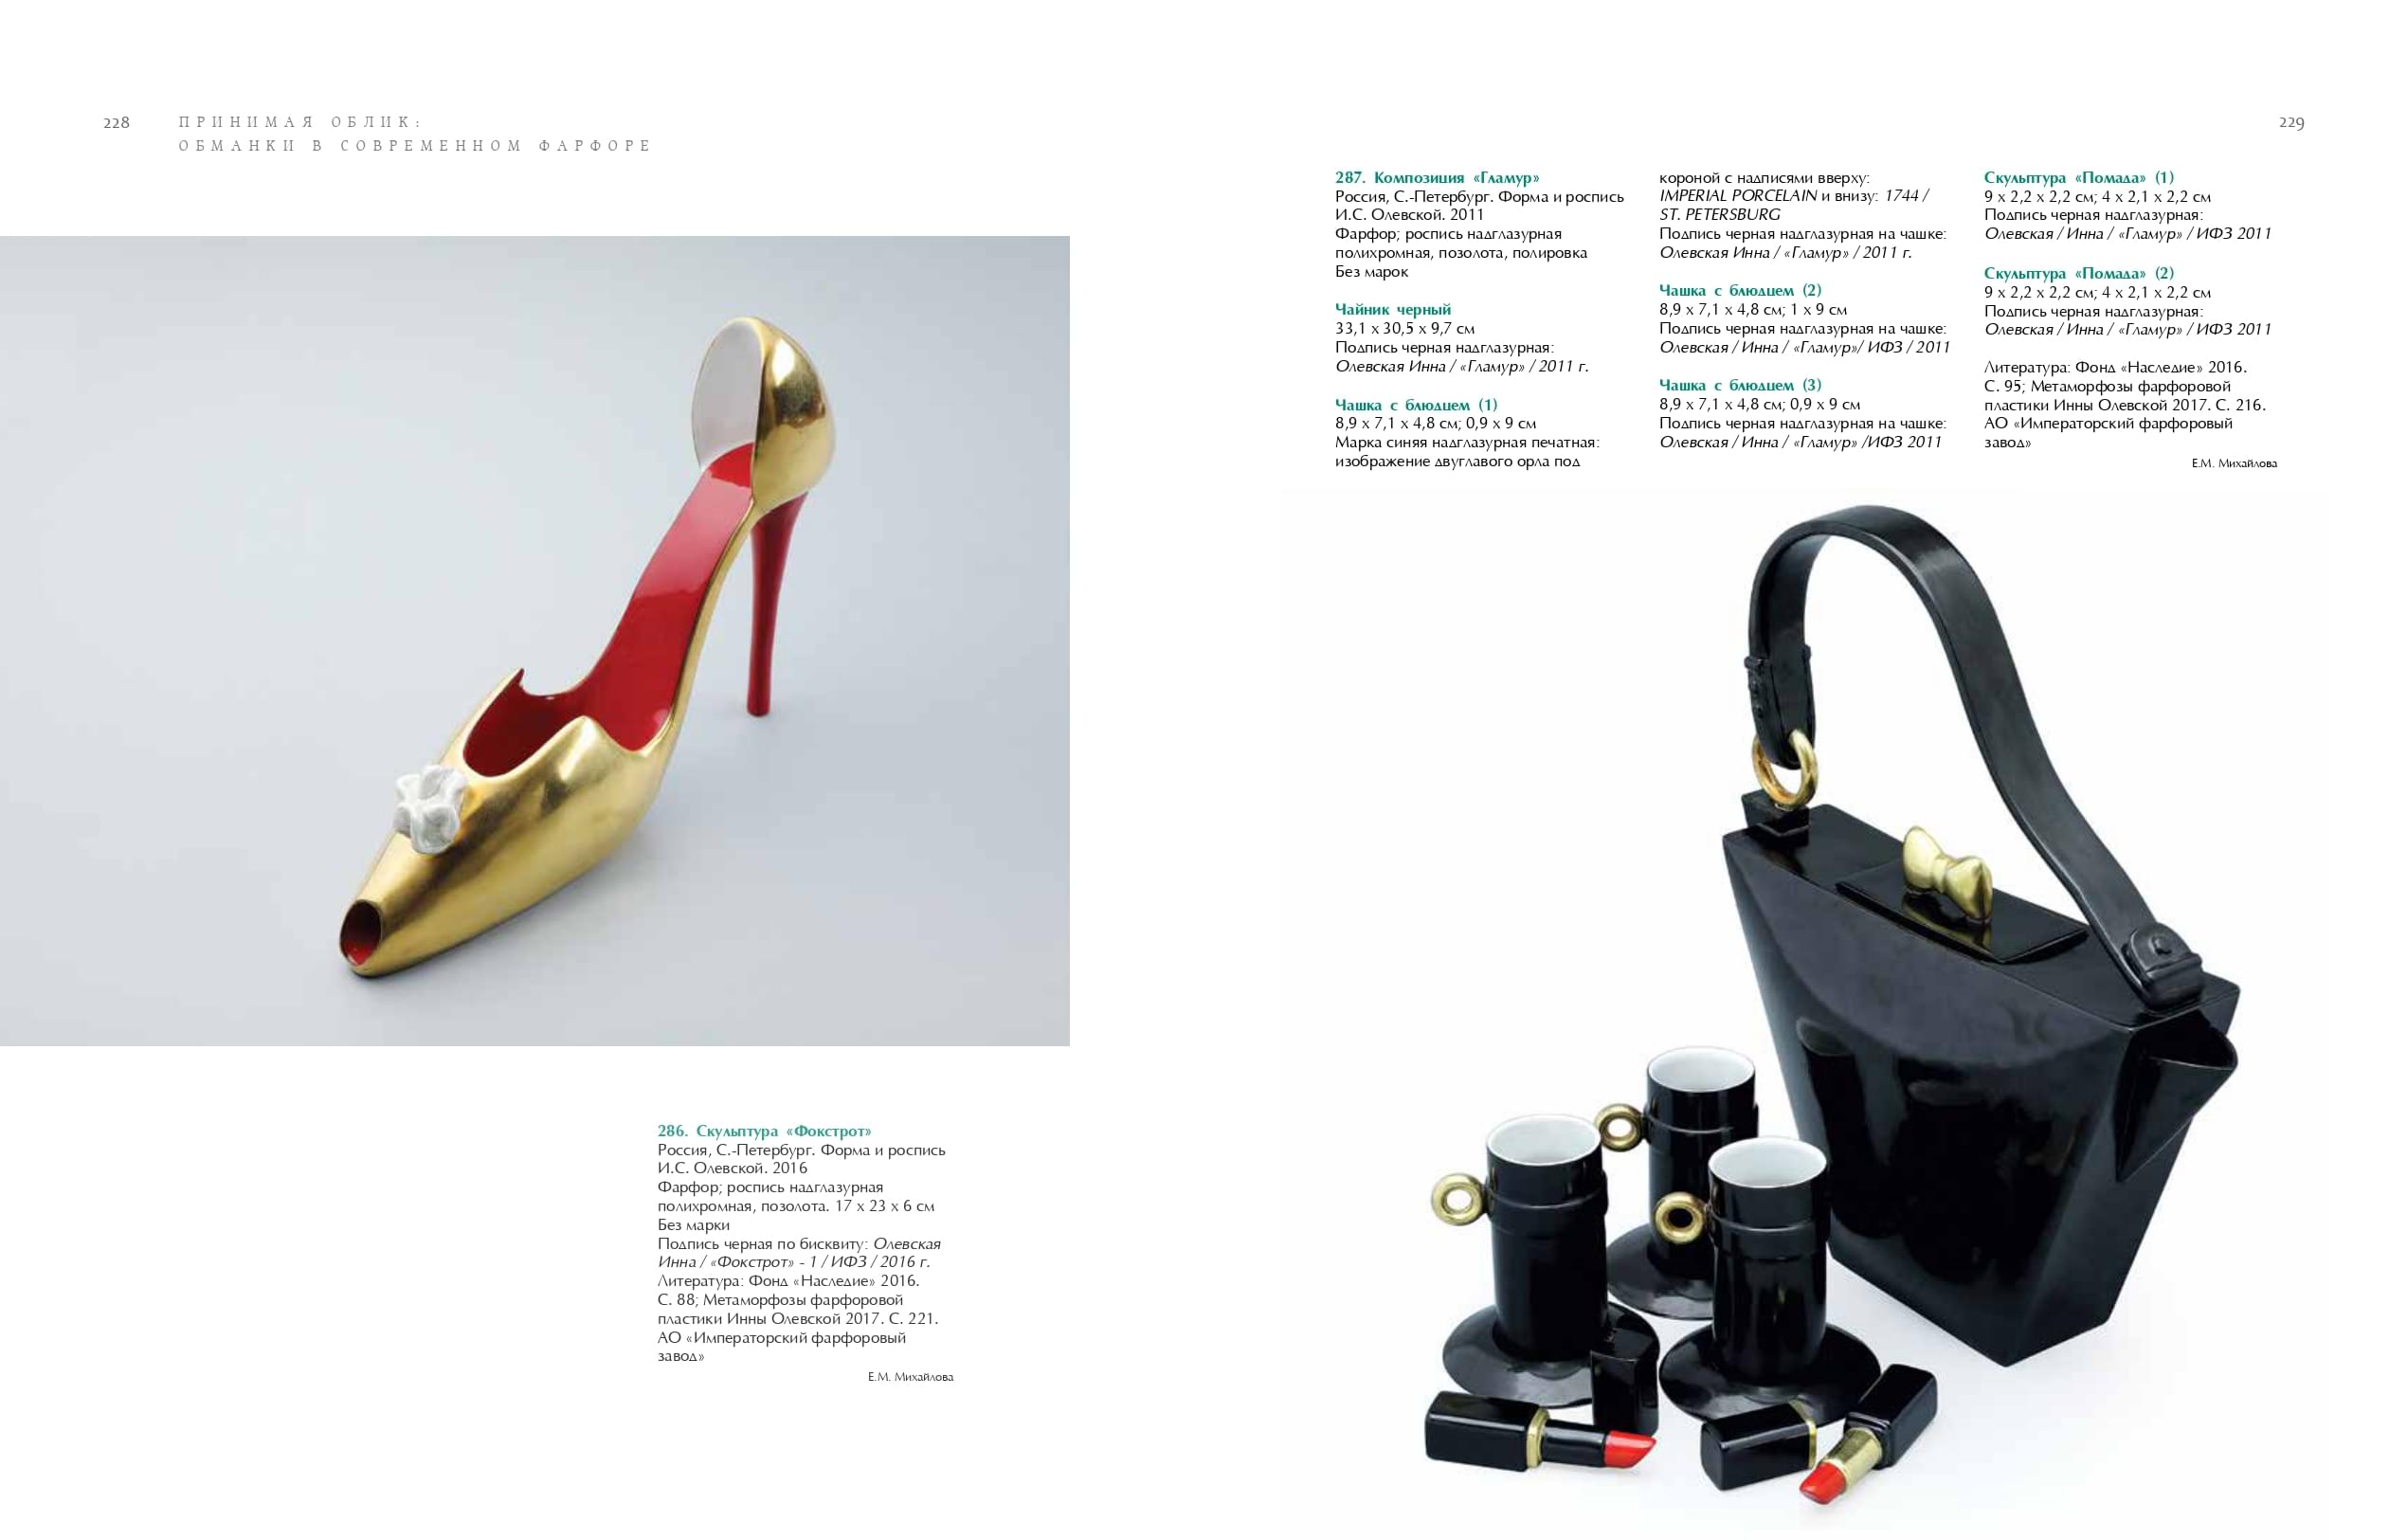 228
ПРИНИМАЯ ОБЛИК:
ОБМАНКИ В СОВРЕМЕННОМ ФАРФОРЕ
286. Скульптура «Фокстрот»
Россия, С.-Петербург. Форма и роспись
И.С. Олевской. 2016
Фарфор; роспись надглазурная
полихромная, позолота. 17 x 23 x 6 см
Без марки
Подпись черная по бисквиту: Олевская
Инна / «Фокстрот» - 1 / ИФЗ / 2016 г.
Литература: Фонд «Наследие» 2016.
С. 88; Метаморфозы фарфоровой
пластики Инны Олевской 2017. С. 221.
АО «Императорский фарфоровый
завод»
Е.М. Михайлова
229
287. Композиция «Гламур»
Россия, С.-Петербург. Форма и роспись
И.С. Олевской. 2011
Фарфор; роспись надглазурная
полихромная, позолота, полировка
Без марок
Чайник черный
33,1 x 30,5 x 9,7 см
Подпись черная надглазурная:
Олевская Инна / «Гламур» / 2011 г.
Чашка с блюдцем (1)
8,9 x 7,1 x 4,8 см; 0,9 x 9 см
Марка синяя надглазурная печатная:
изображение двуглавого орла под
короной с надписями вверху:
IMPERIAL PORCELAIN и внизу: 1744 /
ST. PETERSBURG
Подпись черная надглазурная на чашке:
Олевская Инна / «Гламур» / 2011 г.
Чашка с блюдцем (2)
8,9 x 7,1 x 4,8 см; 1 x 9 см
Подпись черная надглазурная на чашке:
Олевская / Инна / «Гламур»/ ИФЗ / 2011
Чашка с блюдцем (3)
8,9 x 7,1 x 4,8 см; 0,9 x 9 см
Подпись черная надглазурная на чашке:
Олевская / Инна / «Гламур» /ИФЗ 2011
Скульптура «Помада» (1)
9 x 2,2 x 2,2 см; 4 x 2,1 x 2,2 см
Подпись черная надглазурная:
Олевская / Инна / «Гламур» / ИФЗ 2011
Скульптура «Помада» (2)
9 x 2,2 x 2,2 см; 4 x 2,1 x 2,2 см
Подпись черная надглазурная:
Олевская / Инна / «Гламур» / ИФЗ 2011
Литература: Фонд «Наследие» 2016.
С. 95; Метаморфозы фарфоровой
пластики Инны Олевской 2017. С. 216.
АО «Императорский фарфоровый
завод»
Е.М. Михайлова